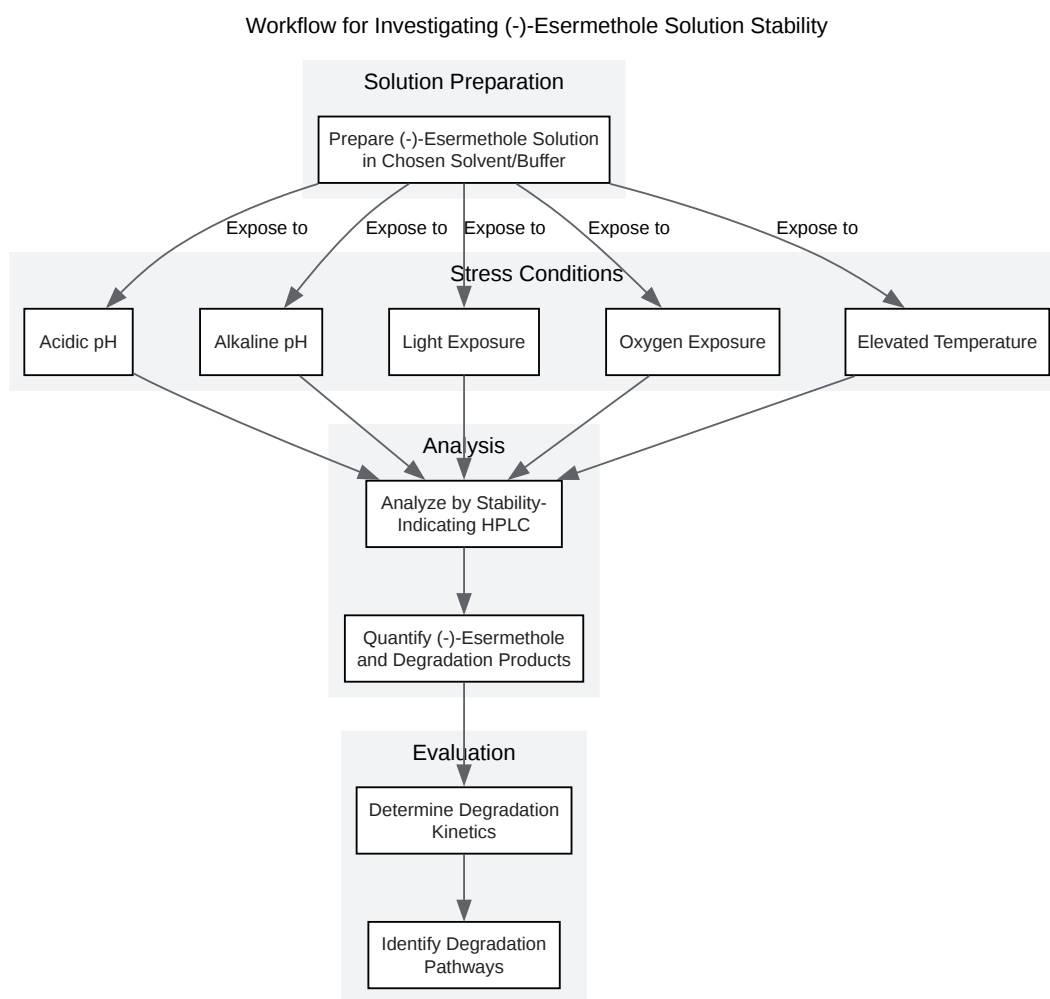 Workflow for Investigating (-)-Esermethole Solution Stability
Solution Preparation
Prepare (-)-Esermethole Solution
in Chosen Solvent/Buffer
Expose to
Expose to
Expose to
Expose to
Expose to
Stress Conditions
Acidic pH
Alkaline pH
Light Exposure
Oxygen Exposure
Elevated Temperature
Analysis
Analyze by Stability-
Indicating HPLC
Quantify (-)-Esermethole
and Degradation Products
Evaluation
Determine Degradation
Kinetics
Identify Degradation
Pathways